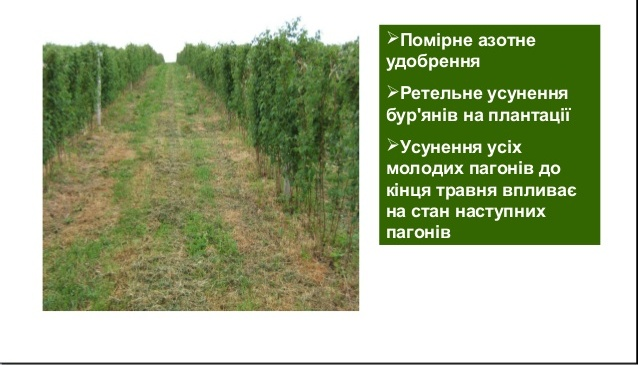 ➢Помірне азотне
удобрення
➢Ретельне усунення
бур'янів на плантації
➢Усунення усіх
молодих пагонів до
кінця травня впливає
на стан наступних
пагонів